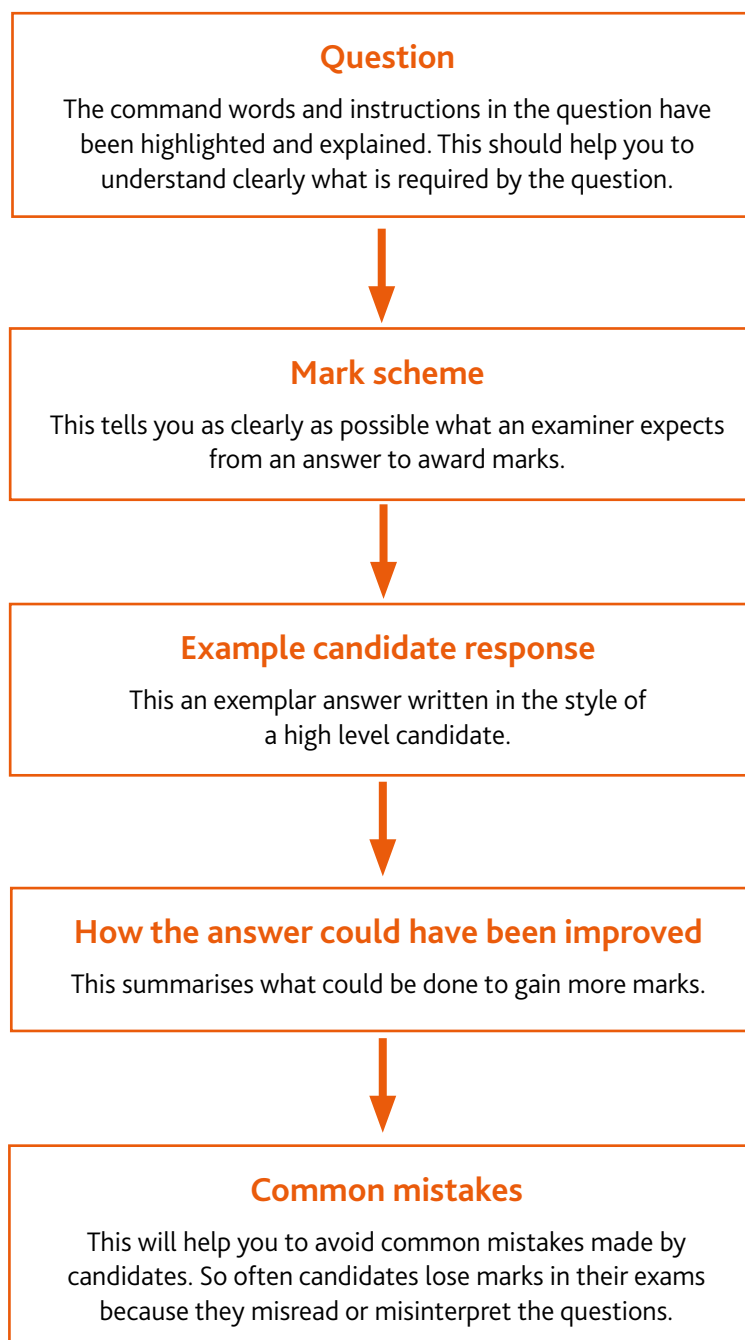 Question
The command words and instructions in the question have
been highlighted and explained. This should help you to
understand clearly what is required by the question.
Mark scheme
This tells you as clearly as possible what an examiner expects
from an answer to award marks.
Example candidate response
This an exemplar answer written in the style of
a high level candidate.
How the answer could have been improved
This summarises what could be done to gain more marks.
Common mistakes
This will help you to avoid common mistakes made by
candidates. So often candidates lose marks in their exams
because they misread or misinterpret the questions.